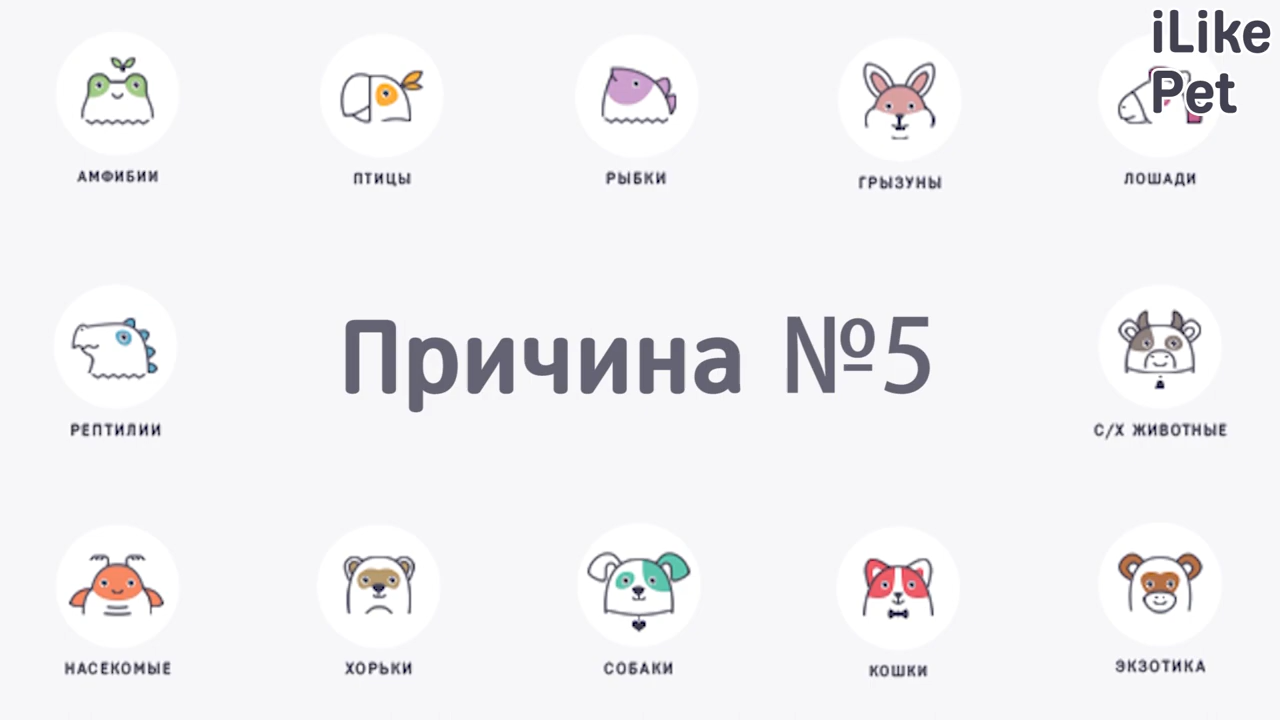 iLike
Pet
АМФИБИИ
ПТИЦЫ
РЫБКИ
ГРЫЗУНЫ
ЛОШАДИ
Причина №5
РЕПТИЛИИ
С/Х ЖИВОТНЫЕ
НАСЕКОМЫЕ
ХОРЬКИ
СОБАКИ
КОШКИ
ЭКЗОТИКА